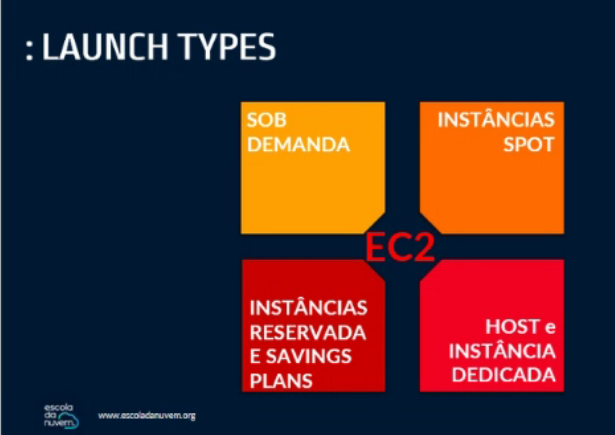 : LAUNCH TYPES
SOB
DEMANDA
INSTÂNCIAS
SPOT
EC2
INSTÂNCIAS
RESERVADA
E SAVINGS
PLANS
HOST e
INSTÂNCIA
DEDICADA
escola
da
nuvem
www.escoladanuvem.org